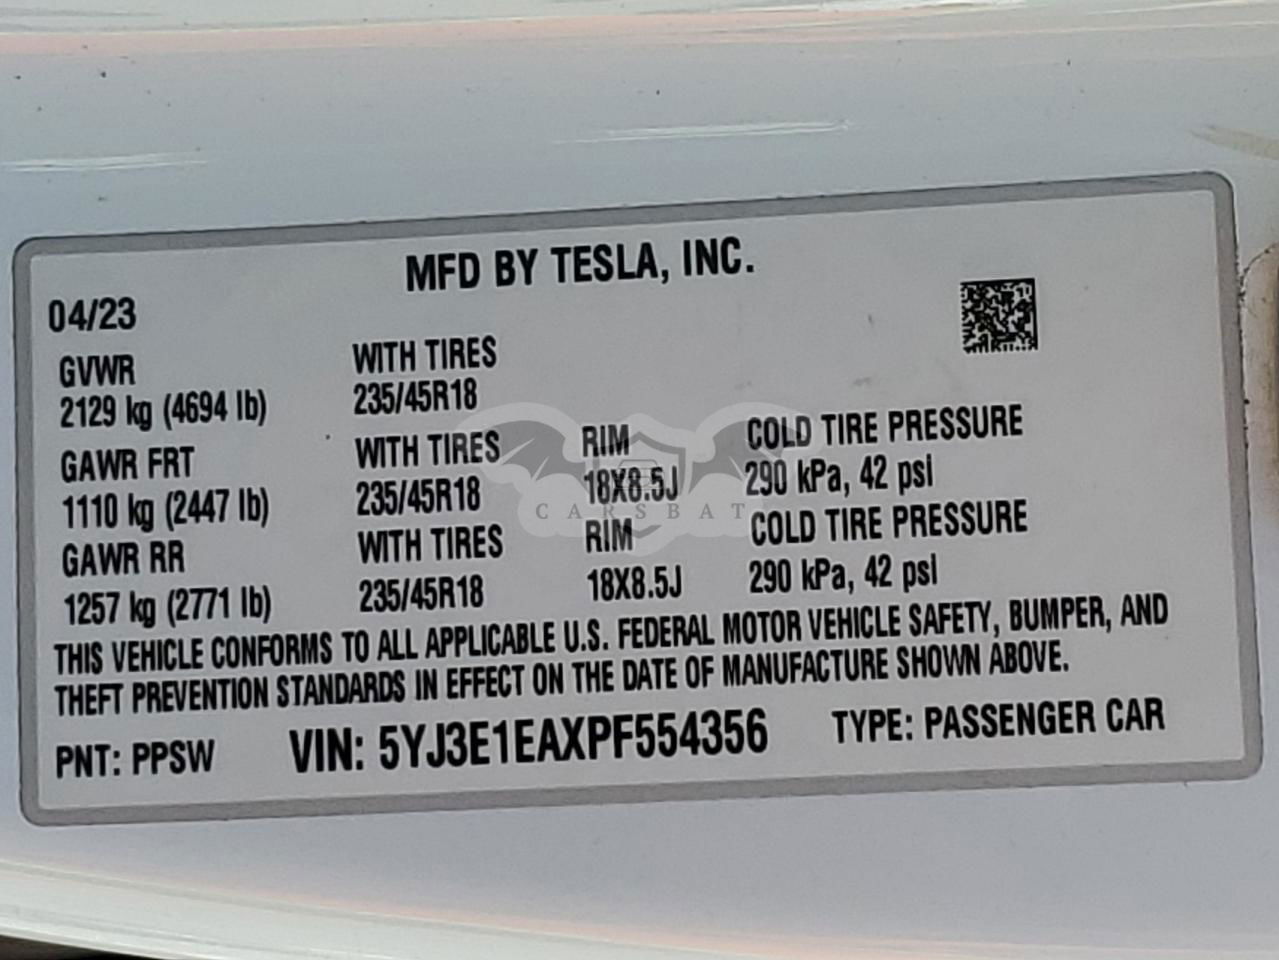 MFD BY TESLA, INC.
04/23
GVWR WITH TIRES
2129 kg (4694 lb) 235/45R18
GAWR FRT WITH TIRES RIM COLD TIRE PRESSURE
1110 kg (2447 lb) 235/45R18 18X8.5J 290 kPa, 42 psi
CARSBAT
GAWR RR WITH TIRES RIM COLD TIRE PRESSURE
1257 kg (2771 lb) 235/45R18 18X8.5J 290 kPa, 42 psi
THIS VEHICLE CONFORMS TO ALL APPLICABLE U.S. FEDERAL MOTOR VEHICLE SAFETY, BUMPER, AND
THEFT PREVENTION STANDARDS IN EFFECT ON THE DATE OF MANUFACTURE SHOWN ABOVE.
PNT: PPSW VIN: 5YJ3E1EAXPF554356 TYPE: PASSENGER CAR